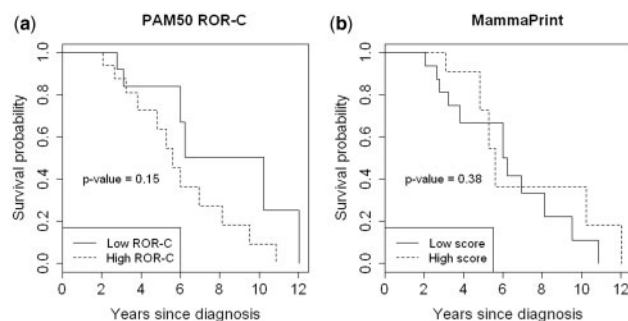 (a) PAM50 ROR-C
Survival probability
1.0
0.8
0.6
0.4
0.2
0.0
p-value = 0.15
Low ROR-C
High ROR-C
0 2 4 6 8 10 12
Years since diagnosis
(b) MammaPrint
Survival probability
1.0
0.8
0.6
0.4
0.2
0.0
p-value = 0.38
Low score
High score
0 2 4 6 8 10 12
Years since diagnosis